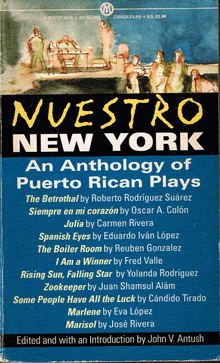 NUESTRO
NEW YORK
An Anthology of
Puerto Rican Plays
The Betrothal by Roberto Rodríguez Suárez
Siempre en mi corazón by Oscar A. Colón
Julia by Carmen Rivera
Spanish Eyes by Eduardo Iván López
The Boiler Room by Reuben Gonzalez
I Am a Winner by Fred Valle
Rising Sun, Falling Star by Yolanda Rodríguez
Zookeeper by Juan Shamsul Alám
Some People Have All the Luck by Cándido Tirado
Marlene by Eva López
Marisol by José Rivera
Edited and with an Introduction by John V. Antush